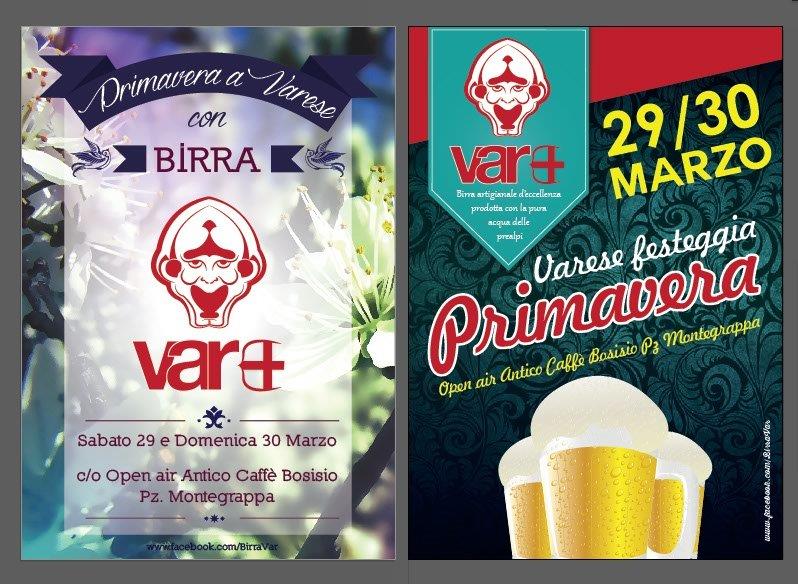 Primavera a Varese
con
BİRRA
var+
Sabato 29 e Domenica 30 Marzo
c/o Open air Antico Caffè Bosisio
Pz. Montegrappa
www.facebook.com/BirraVar
var+
Birra artigianale d'eccellenza
prodotta con la pura
acqua delle
prealpi
29/30
MARZO
Varese festeggia
Primavera
Open air Antico Caffè Bosisio Pz Montegrappa
www.facebook.com/BirraVar